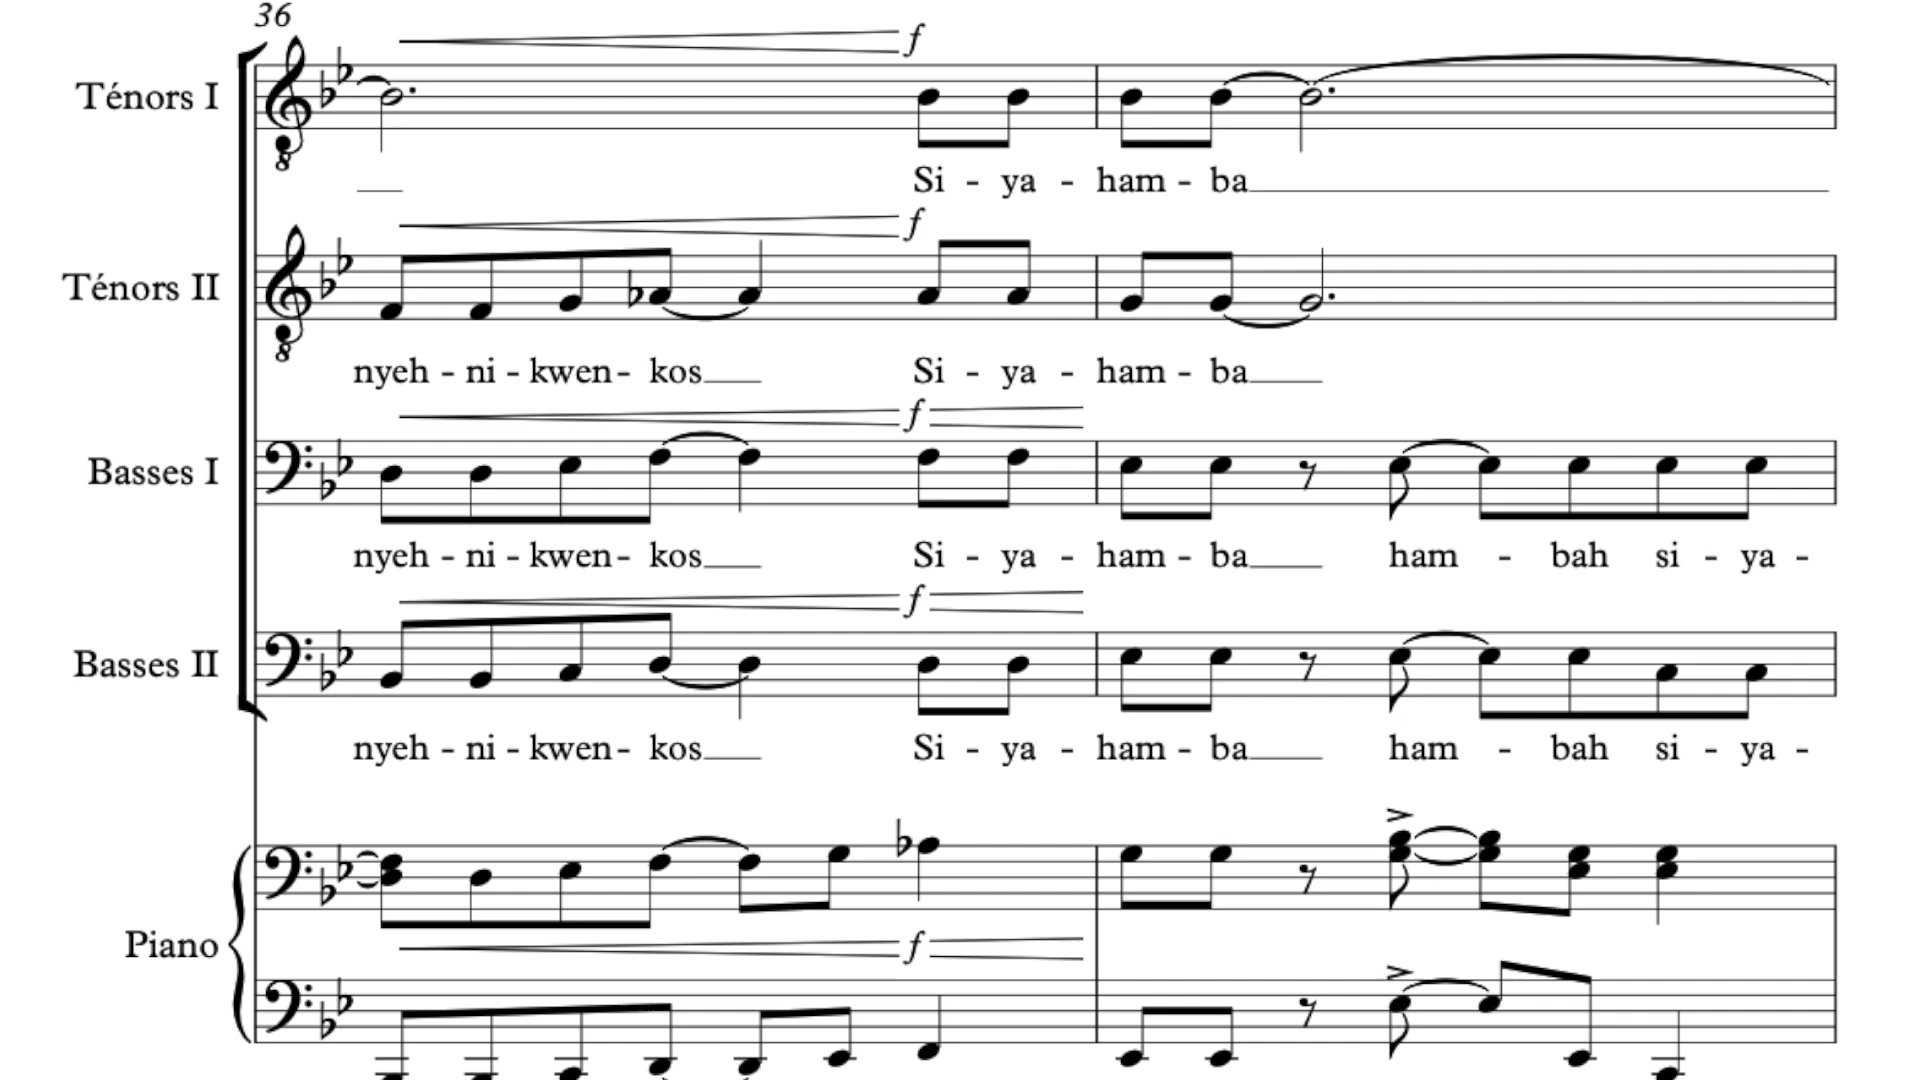 36
f
Ténors I
8
Si - ya - ham - ba
f
Ténors II
8
nyeh - ni - kwen - kos Si - ya - ham - ba
f
Basses I
nyeh - ni - kwen - kos Si - ya - ham - ba ham - bah si - ya -
f
Basses II
nyeh - ni - kwen - kos Si - ya - ham - ba ham - bah si - ya -
Piano
f